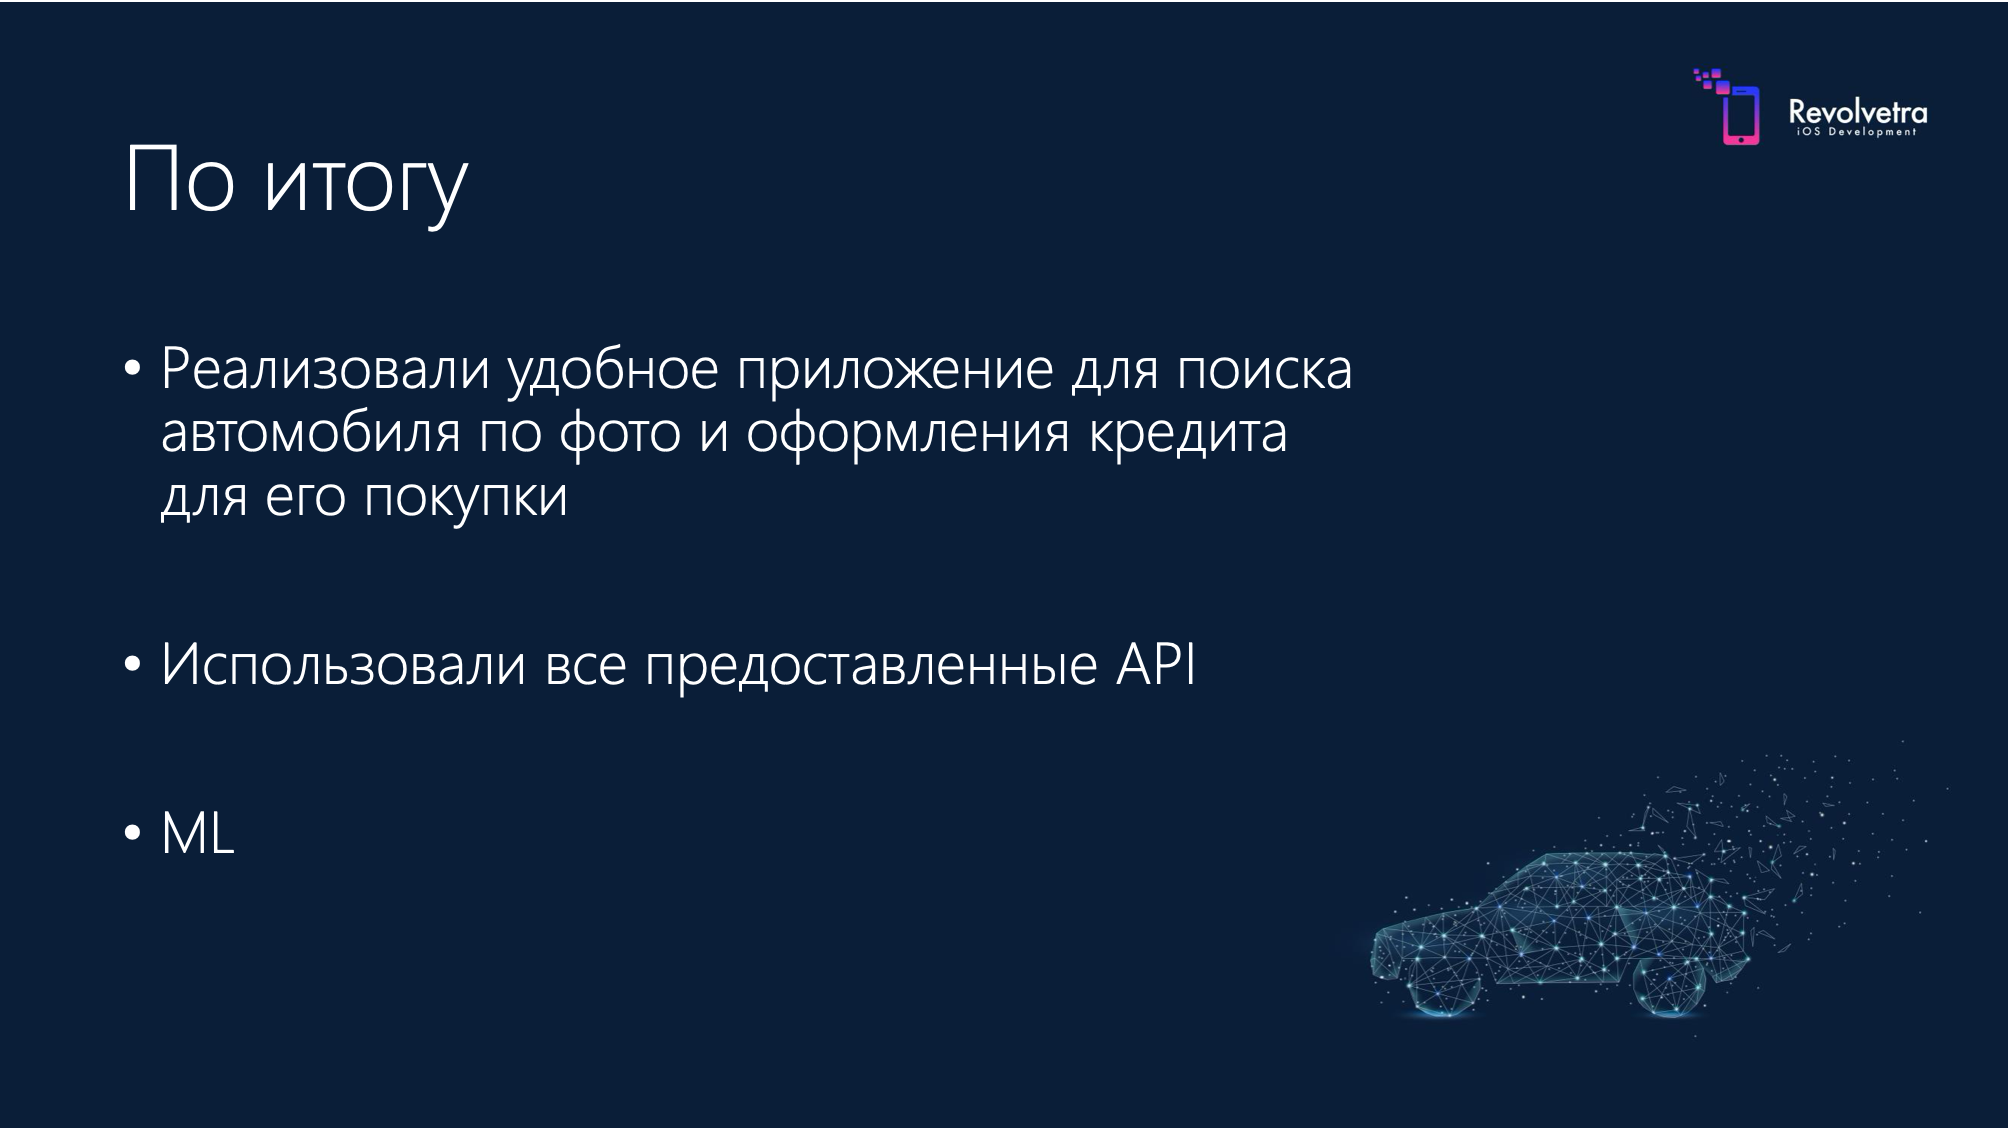 Revolvetra
iOS Development
По итогу
• Реализовали удобное приложение для поиска
автомобиля по фото и оформления кредита
для его покупки
• Использовали все предоставленные API
• ML